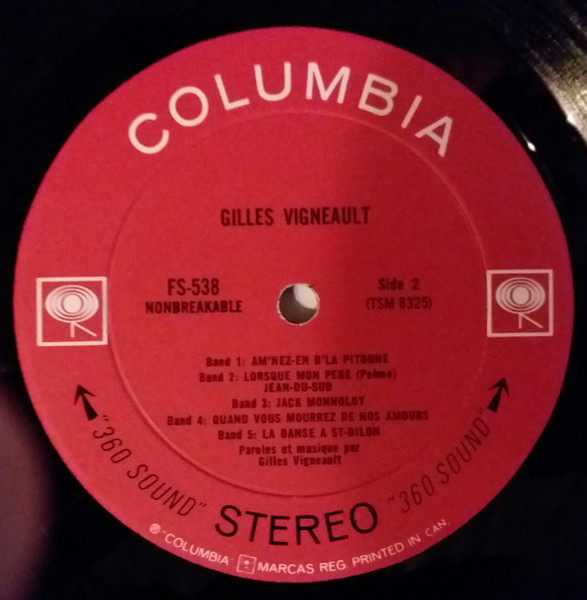 COLUMBIA
GILLES VIGNEAULT
FS-538
NONBREAKABLE
Side 2
(TSM 8325)
Band 1: AM'NEZ-EN D'LA PITOUNE
Band 2: LORSQUE MON PERE (Poème)
JEAN-DU-SUD
Band 3: JACK MONNOLOY
Band 4: QUAND VOUS MOURREZ DE NOS AMOURS
Band 5: LA DANSE A ST-DILON
Paroles et musique par
Gilles Vigneault
"360 SOUND" STEREO "360 SOUND"
℗ "COLUMBIA" MARCAS REG. PRINTED IN CAN.